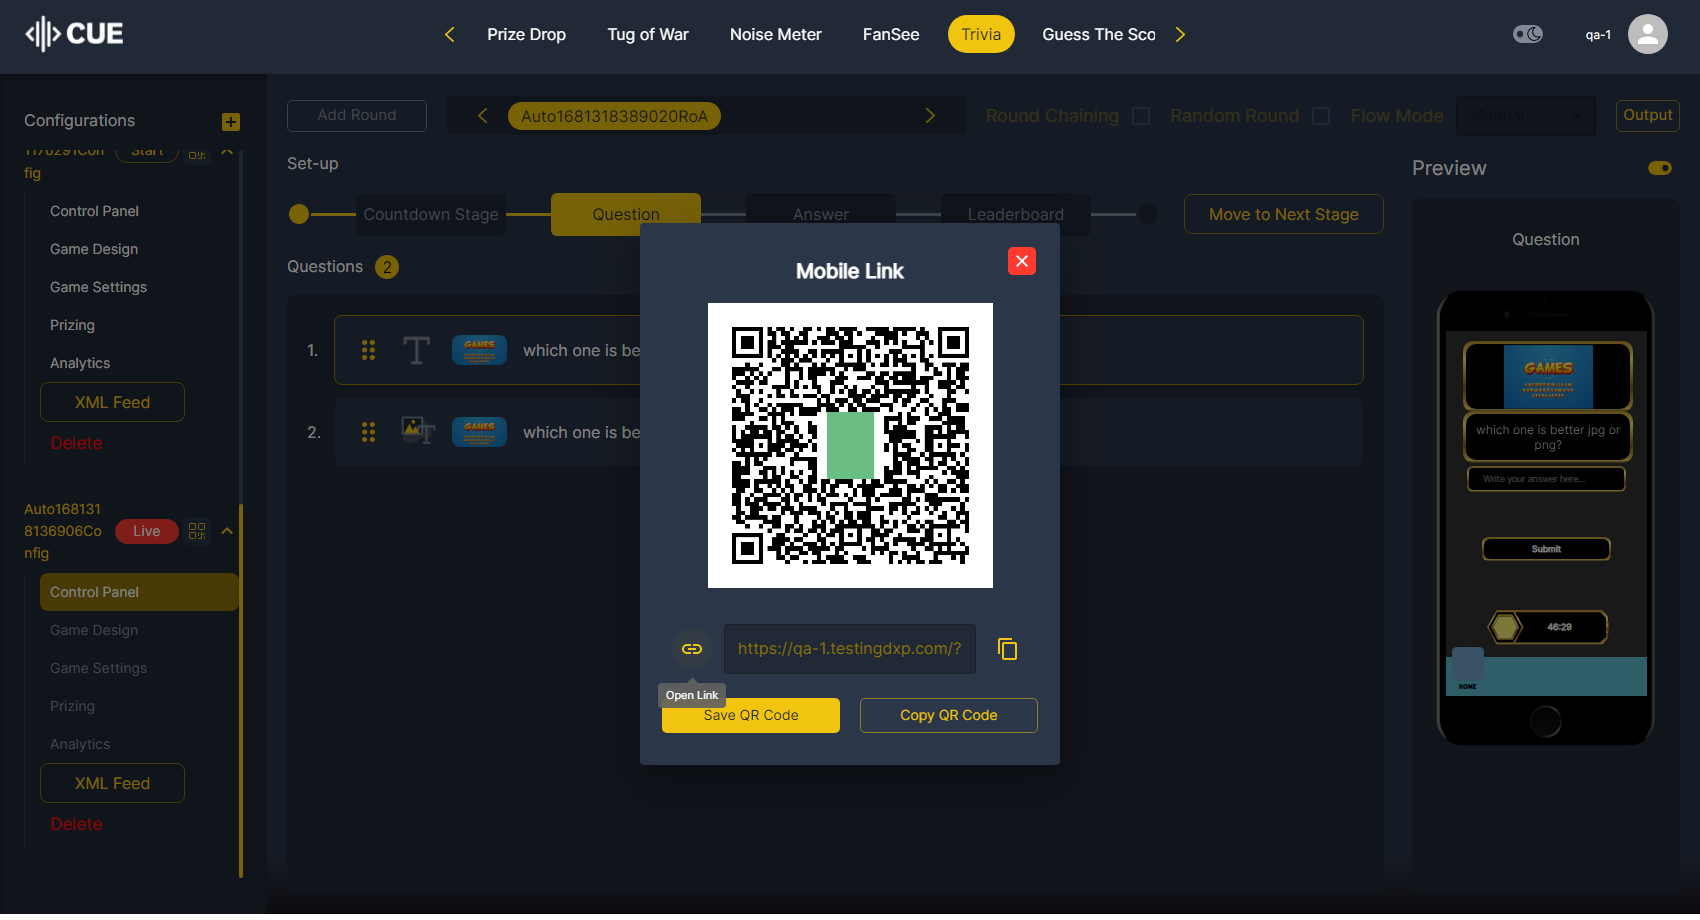 CUE
Prize Drop
Tug of War
Noise Meter
FanSee
Trivia
Guess The Sco
qa-1
Configurations
Start
fig
Control Panel
Game Design
Game Settings
Prizing
Analytics
XML Feed
Delete
Auto168131
8136906Co
nfig
Live
Control Panel
Game Design
Game Settings
Prizing
Analytics
XML Feed
Delete
Add Round
Auto1681318389020RoA
Round Chaining
Random Round
Flow Mode
Manual
Output
Set-up
Countdown Stage
Question
Answer
Leaderboard
Move to Next Stage
Questions 2
1.
GAMES
which one is be
2.
GAMES
which one is be
Mobile Link
https://qa-1.testingdxp.com/?
Open Link
Save QR Code
Copy QR Code
Preview
Question
GAMES
which one is better jpg or
png?
Write your answer here...
Submit
46:29
HOME